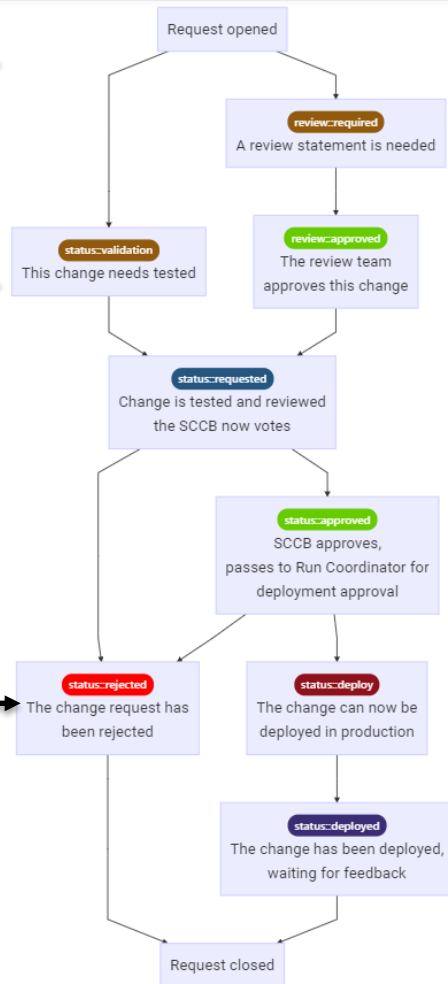 Request opened
review::required
A review statement is needed
status::validation
This change needs tested
review::approved
The review team
approves this change
status::requested
Change is tested and reviewed
the SCCB now votes
status::approved
SCCB approves,
passes to Run Coordinator for
deployment approval
status::rejected
The change request has
been rejected
status::deploy
The change can now be
deployed in production
status::deployed
The change has been deployed,
waiting for feedback
Request closed